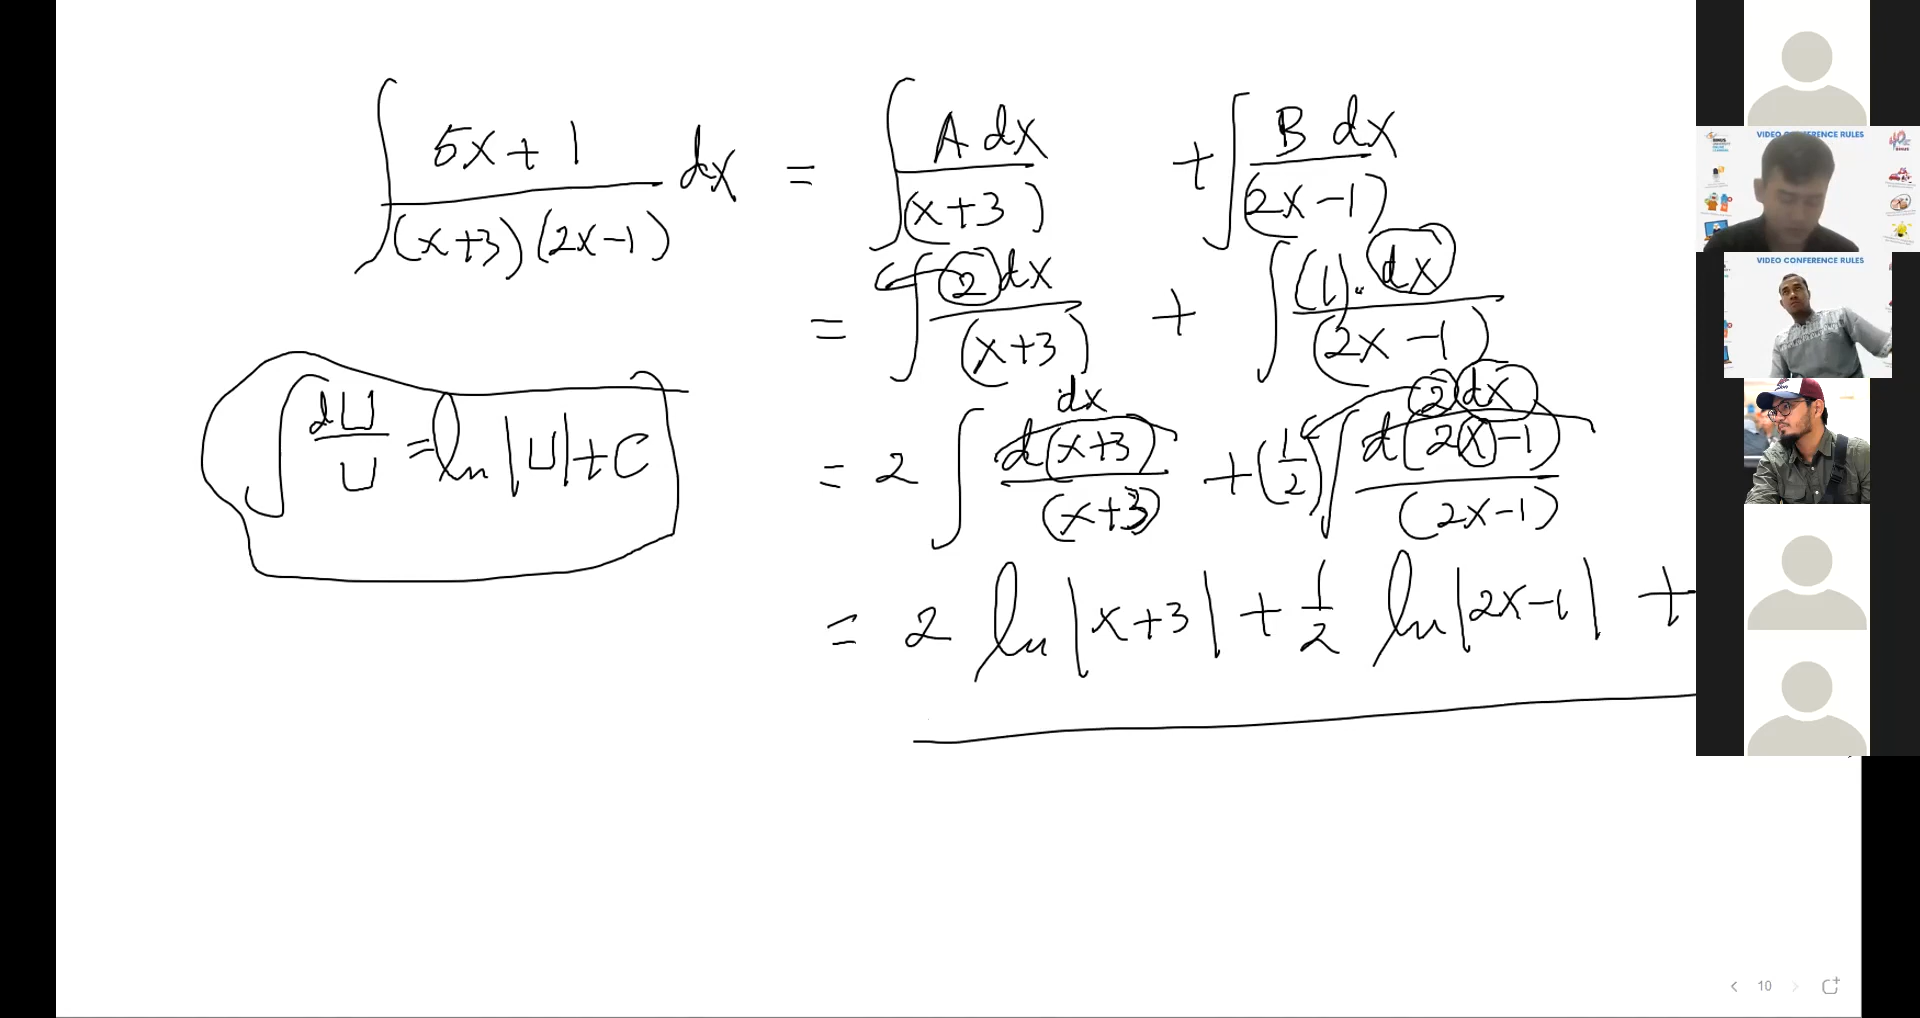 ∫ (5x + 1)/((x+3)(2x−1)) dx = ∫ A dx/(x+3) + ∫ B dx/(2x−1)
= ∫ 2 dx/(x+3) + ∫ (1)·dx/(2x−1)
dx 2 dx
= 2 ∫ d(x+3)/(x+3) + (1/2) ∫ d(2x−1)/(2x−1)
∫ dU/U = ln |U| + C
= 2 ln |x+3| + 1/2 ln |2x−1| +
VIDEO CONFERENCE RULES
VIDEO CONFERENCE RULES
10